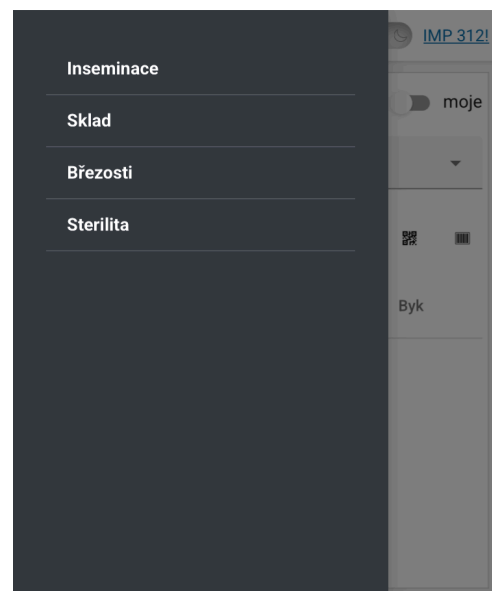 IMP 312!
Inseminace
moje
Sklad
Březosti
Sterilita
Byk